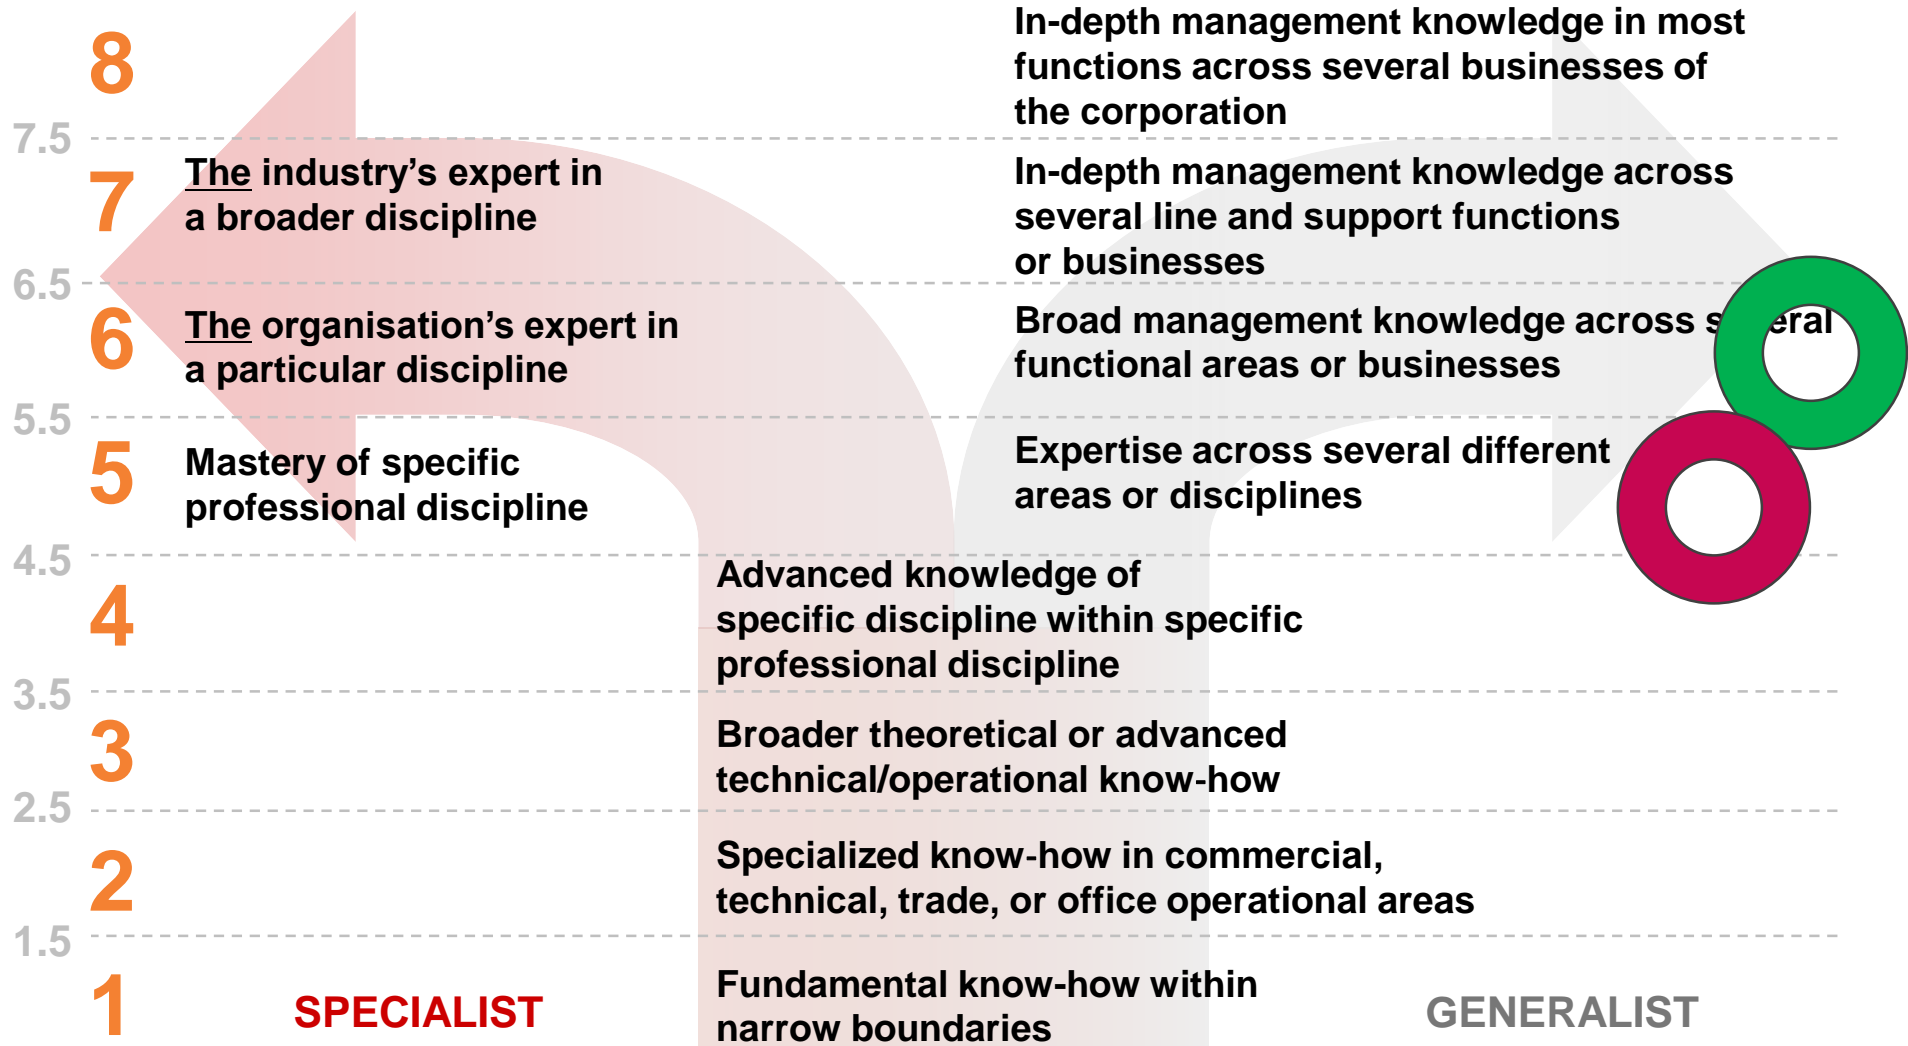 8
In-depth management knowledge in most
functions across several businesses of
the corporation
7.5
7
The industry's expert in
a broader discipline
In-depth management knowledge across
several line and support functions
or businesses
6.5
6
The organisation's expert in
a particular discipline
Broad management knowledge across several
functional areas or businesses
5.5
5
Mastery of specific
professional discipline
Expertise across several different
areas or disciplines
4.5
4
Advanced knowledge of
specific discipline within specific
professional discipline
3.5
3
Broader theoretical or advanced
technical/operational know-how
2.5
2
Specialized know-how in commercial,
technical, trade, or office operational areas
1.5
1
SPECIALIST
Fundamental know-how within
narrow boundaries
GENERALIST